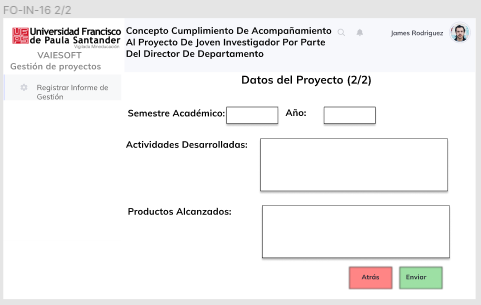 FO-IN-16 2/2
Universidad Francisco
de Paula Santander
Vigilada Mineducación
VAIESOFT
Gestión de proyectos
Registrar Informe de
Gestión
Concepto Cumplimiento De Acompañamiento
Al Proyecto De Joven Investigador Por Parte
Del Director De Departamento
James Rodriguez
Datos del Proyecto (2/2)
Semestre Académico:
Año:
Actividades Desarrolladas:
Productos Alcanzados:
Atrás
Enviar